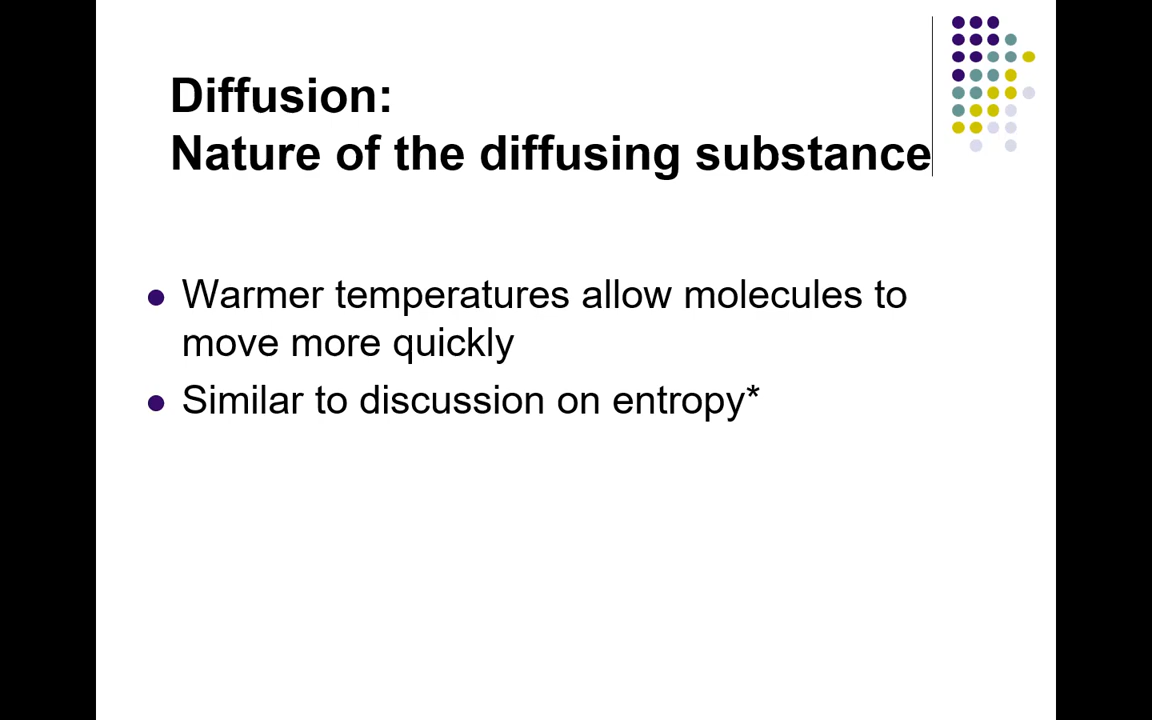 Diffusion:
Nature of the diffusing substance
● Warmer temperatures allow molecules to
move more quickly
● Similar to discussion on entropy*